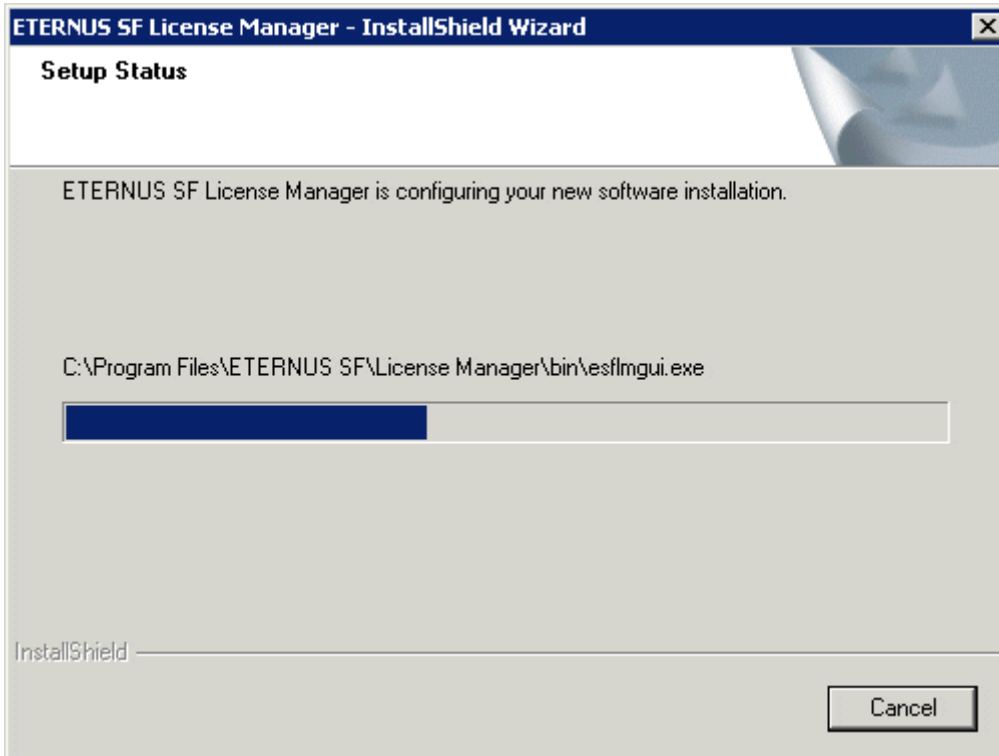 ETERNUS SF License Manager - InstallShield Wizard
Setup Status
ETERNUS SF License Manager is configuring your new software installation.
C:\Program Files\ETERNUS SF\License Manager\bin\esflmgui.exe
InstallShield
Cancel